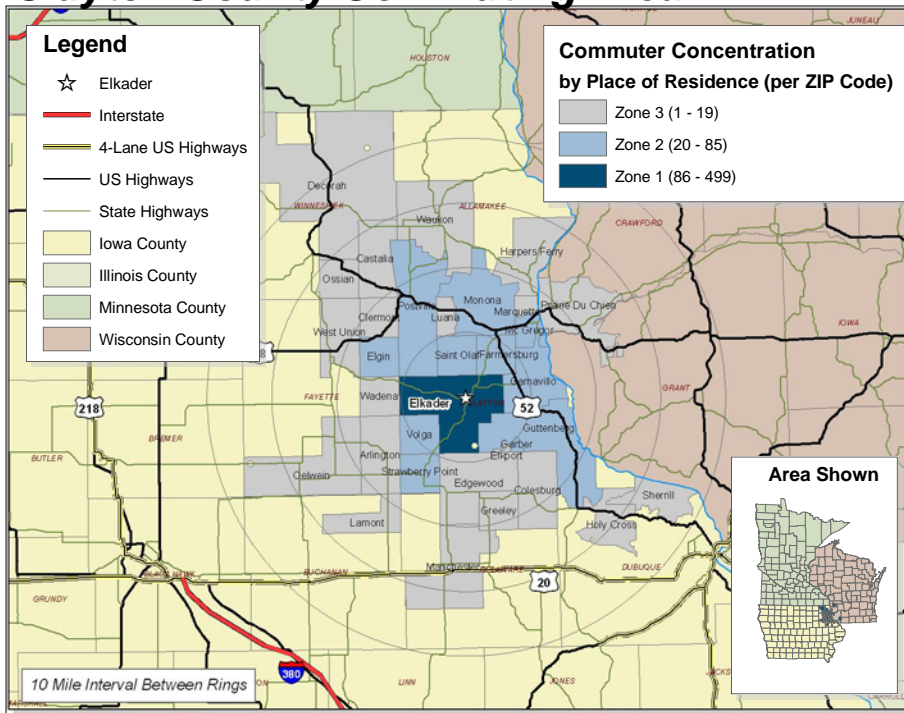 Legend
Elkader
Interstate
4-Lane US Highways
US Highways
State Highways
Iowa County
Illinois County
Minnesota County
Wisconsin County
Commuter Concentration
by Place of Residence (per ZIP Code)
Zone 3 (1 - 19)
Zone 2 (20 - 85)
Zone 1 (86 - 499)
JUNEAU
HOUSTON
Decorah
WINNESHIEK
ALLAMAKEE
Waukon
CRAWFORD
Harpers Ferry
Castalia
Ossian
Postville
Monona
Prairie Du Chien
Clermont
Luana
Marquette
IOWA
West Union
Mc Gregor
Elgin
Saint Olaf
Farmersburg
Garnavillo
GRANT
FAYETTE
Wadena
Elkader
CLAYTON
52
218
BREMER
Volga
Guttenberg
Garber
BUTLER
Arlington
Elkport
Oelwein
Strawberry Point
Edgewood
Colesburg
Sherrill
Greeley
Lamont
Holy Cross
Manchester
BLACK HAWK
BUCHANAN
DELAWARE
DUBUQUE
20
GRUNDY
380
LINN
JONES
10 Mile Interval Between Rings
Area Shown